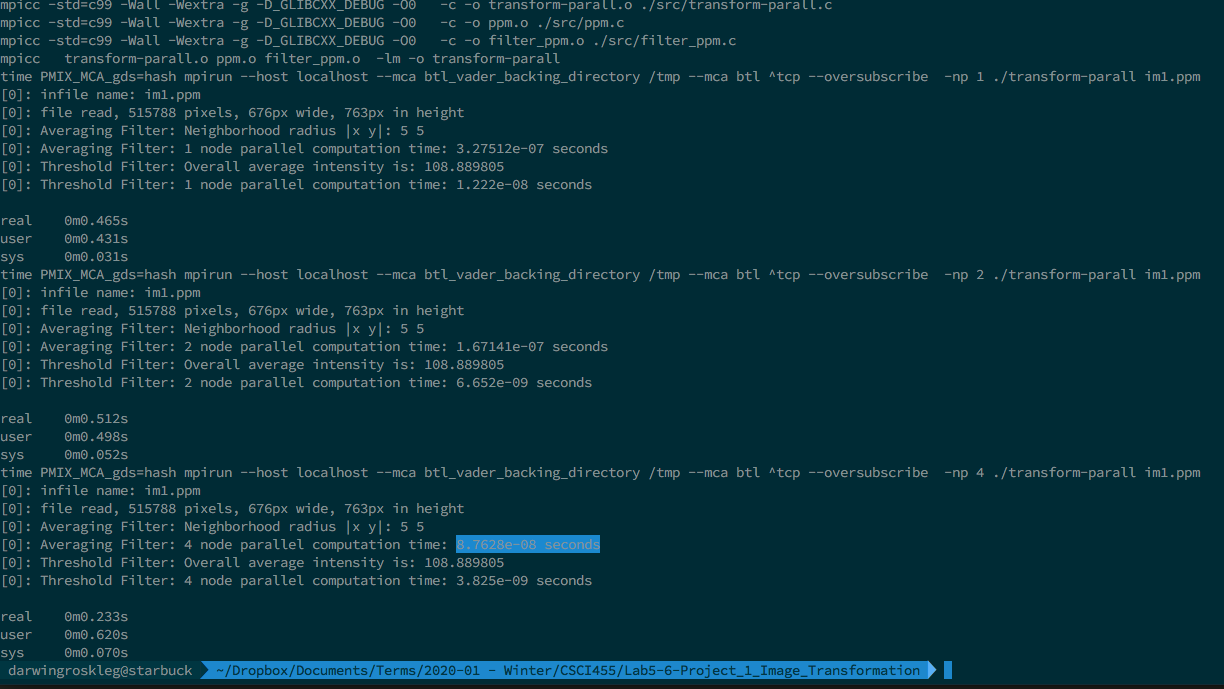 mpicc -std=c99 -Wall -Wextra -g -D_GLIBCXX_DEBUG -O0   -c -o transform-parall.o ./src/transform-parall.c
mpicc -std=c99 -Wall -Wextra -g -D_GLIBCXX_DEBUG -O0   -c -o ppm.o ./src/ppm.c
mpicc -std=c99 -Wall -Wextra -g -D_GLIBCXX_DEBUG -O0   -c -o filter_ppm.o ./src/filter_ppm.c
mpicc   transform-parall.o ppm.o filter_ppm.o  -lm -o transform-parall
time PMIX_MCA_gds=hash mpirun --host localhost --mca btl_vader_backing_directory /tmp --mca btl ^tcp --oversubscribe  -np 1 ./transform-parall im1.ppm
[0]: infile name: im1.ppm
[0]: file read, 515788 pixels, 676px wide, 763px in height
[0]: Averaging Filter: Neighborhood radius |x y|: 5 5
[0]: Averaging Filter: 1 node parallel computation time: 3.27512e-07 seconds
[0]: Threshold Filter: Overall average intensity is: 108.889805
[0]: Threshold Filter: 1 node parallel computation time: 1.222e-08 seconds
real    0m0.465s
user    0m0.431s
sys     0m0.031s
time PMIX_MCA_gds=hash mpirun --host localhost --mca btl_vader_backing_directory /tmp --mca btl ^tcp --oversubscribe  -np 2 ./transform-parall im1.ppm
[0]: infile name: im1.ppm
[0]: file read, 515788 pixels, 676px wide, 763px in height
[0]: Averaging Filter: Neighborhood radius |x y|: 5 5
[0]: Averaging Filter: 2 node parallel computation time: 1.67141e-07 seconds
[0]: Threshold Filter: Overall average intensity is: 108.889805
[0]: Threshold Filter: 2 node parallel computation time: 6.652e-09 seconds
real    0m0.512s
user    0m0.498s
sys     0m0.052s
time PMIX_MCA_gds=hash mpirun --host localhost --mca btl_vader_backing_directory /tmp --mca btl ^tcp --oversubscribe  -np 4 ./transform-parall im1.ppm
[0]: infile name: im1.ppm
[0]: file read, 515788 pixels, 676px wide, 763px in height
[0]: Averaging Filter: Neighborhood radius |x y|: 5 5
[0]: Averaging Filter: 4 node parallel computation time: 8.7628e-08 seconds
[0]: Threshold Filter: Overall average intensity is: 108.889805
[0]: Threshold Filter: 4 node parallel computation time: 3.825e-09 seconds
real    0m0.233s
user    0m0.620s
sys     0m0.070s
darwingroskleg@starbuck ~/Dropbox/Documents/Terms/2020-01 - Winter/CSCI455/Lab5-6-Project_1_Image_Transformation